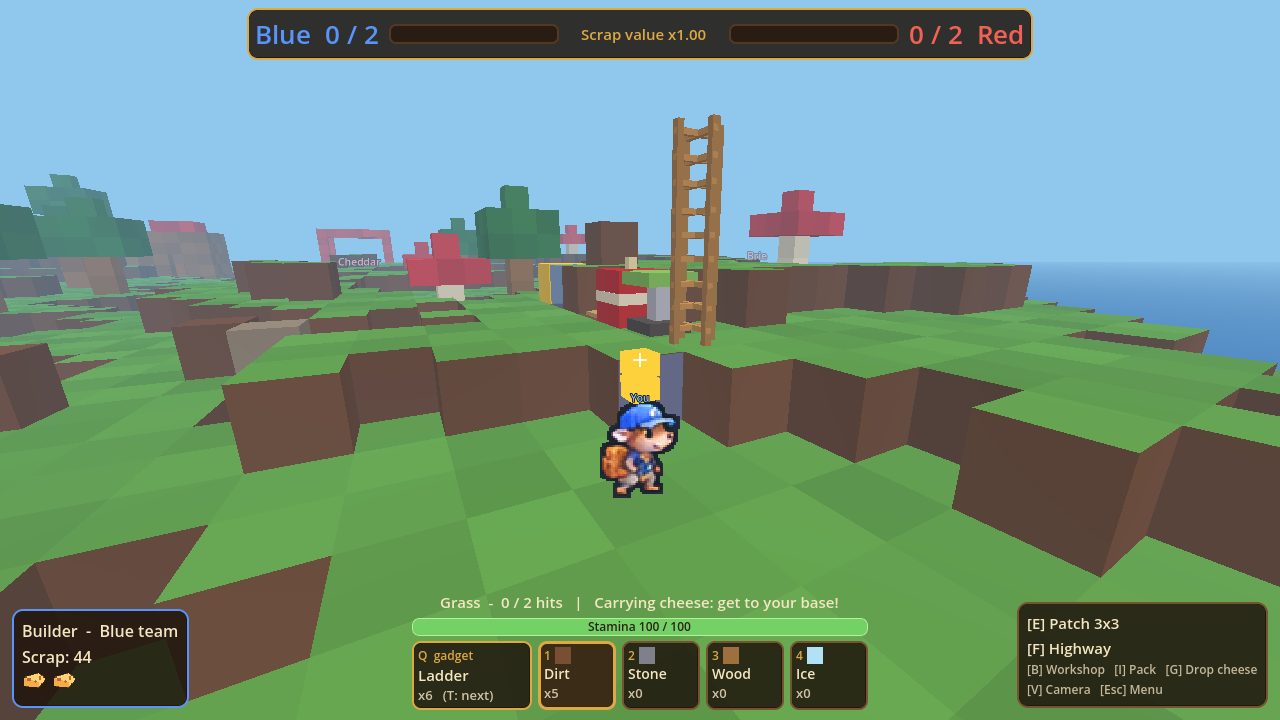 Blue 0 / 2
Scrap value x1.00
0 / 2 Red
Cheddar
Brie
You
Grass - 0 / 2 hits | Carrying cheese: get to your base!
Stamina 100 / 100
Builder - Blue team
Scrap: 44
Q gadget
Ladder
x6 (T: next)
1
Dirt
x5
2
Stone
x0
3
Wood
x0
4
Ice
x0
[E] Patch 3x3
[F] Highway
[B] Workshop [I] Pack [G] Drop cheese
[V] Camera [Esc] Menu